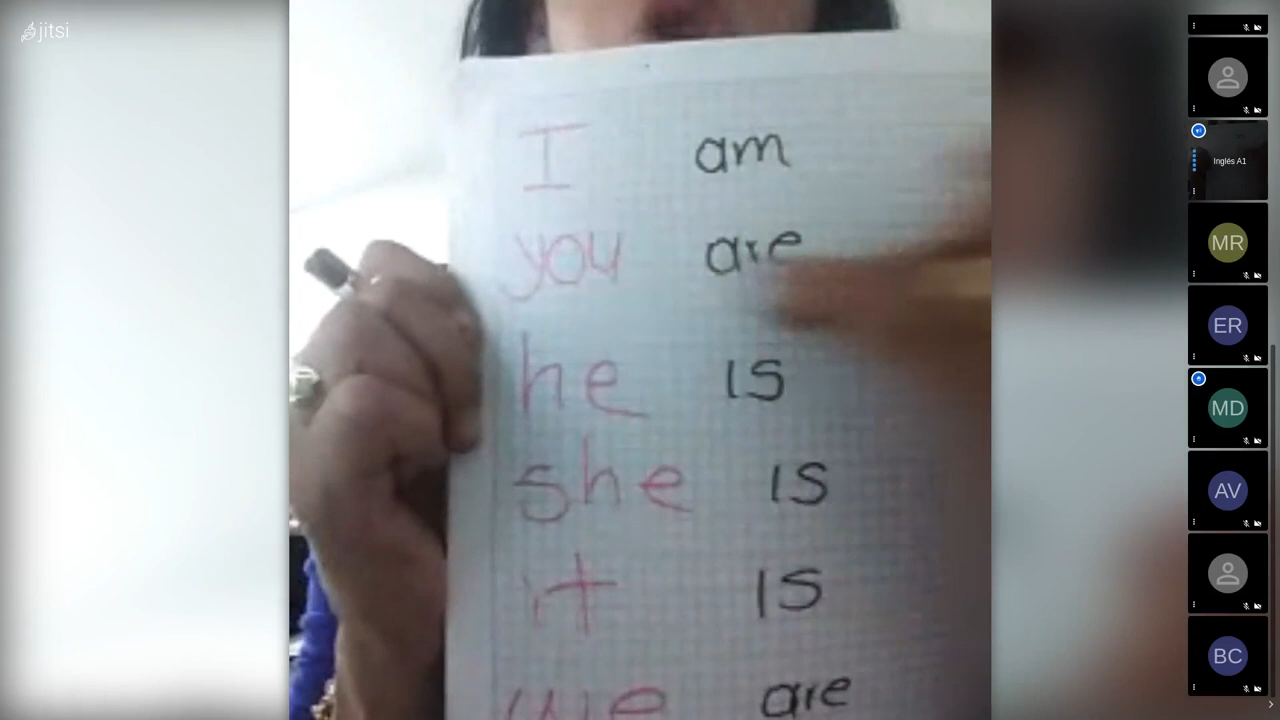 jitsi
I am
you are
he is
she is
it is
we are
Inglés A1
MR
ER
MD
AV
BC